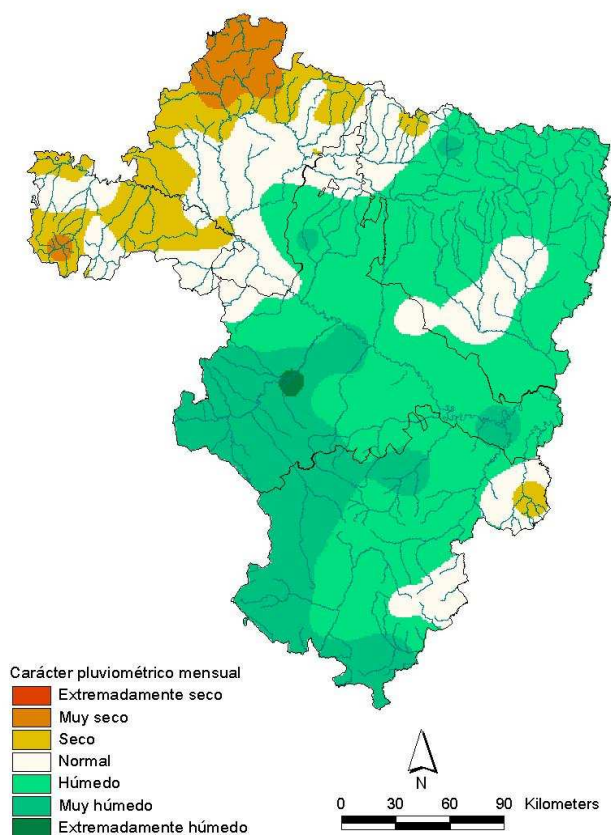 Carácter pluviométrico mensual
Extremadamente seco
Muy seco
Seco
Normal
Húmedo
Muy húmedo
Extremadamente húmedo
N
0 30 60 90 Kilometers